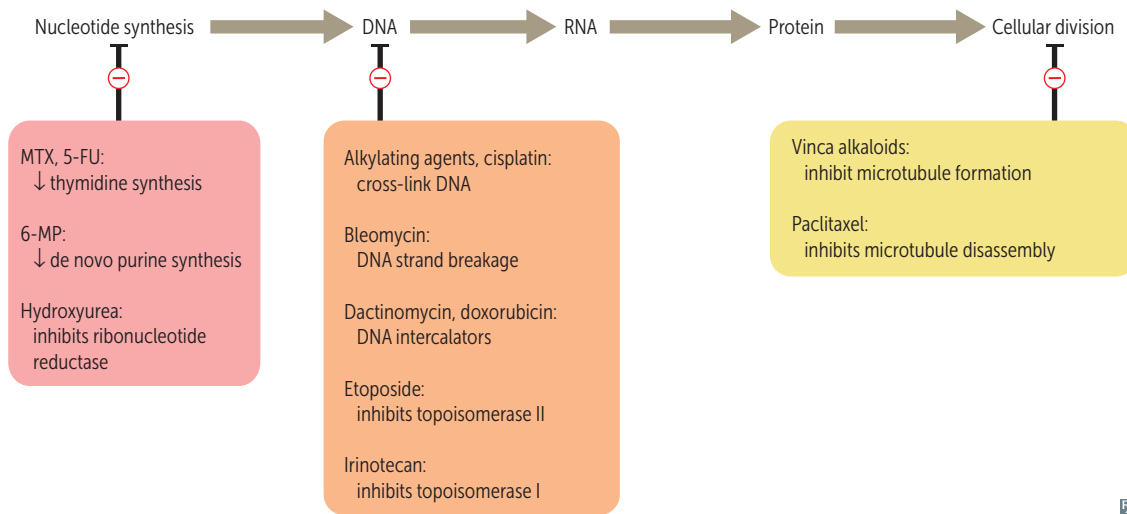 Nucleotide synthesis
DNA
RNA
Protein
Cellular division
MTX, 5-FU:
↓ thymidine synthesis
6-MP:
↓ de novo purine synthesis
Hydroxyurea:
inhibits ribonucleotide
reductase
Alkylating agents, cisplatin:
cross-link DNA
Bleomycin:
DNA strand breakage
Dactinomycin, doxorubicin:
DNA intercalators
Etoposide:
inhibits topoisomerase II
Irinotecan:
inhibits topoisomerase I
Vinca alkaloids:
inhibit microtubule formation
Paclitaxel:
inhibits microtubule disassembly